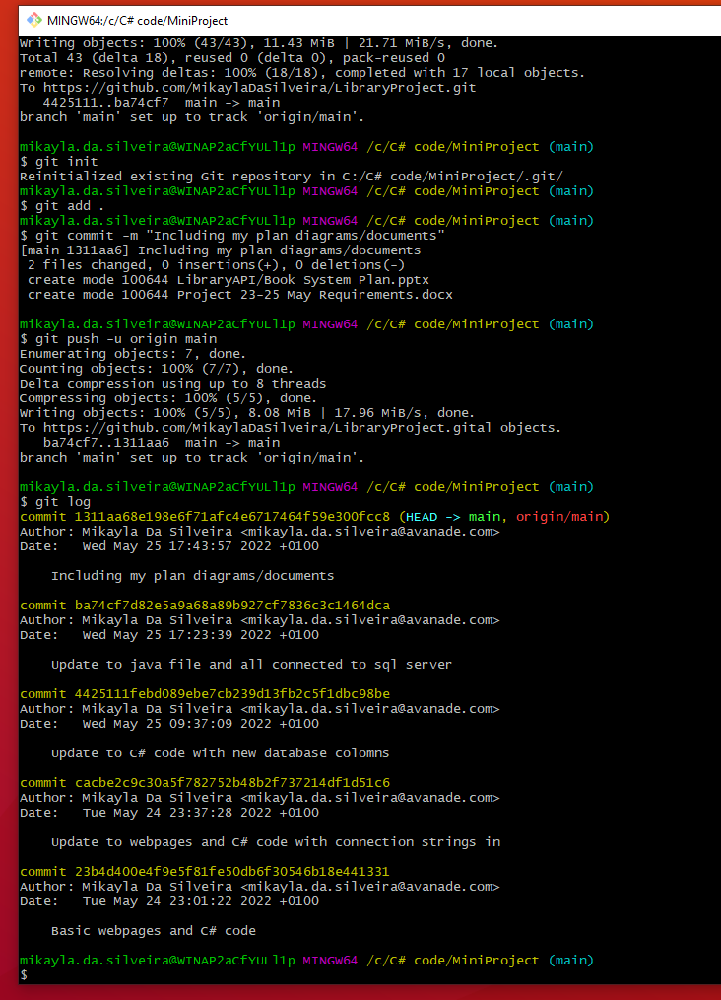 MINGW64:/c/C# code/MiniProject
Writing objects: 100% (43/43), 11.43 MiB | 21.71 MiB/s, done.
Total 43 (delta 18), reused 0 (delta 0), pack-reused 0
remote: Resolving deltas: 100% (18/18), completed with 17 local objects.
To https://github.com/MikaylaDaSilveira/LibraryProject.git
   4425111..ba74cf7  main -> main
branch 'main' set up to track 'origin/main'.
mikayla.da.silveira@WINAP2aCfYULl1p MINGW64 /c/C# code/MiniProject (main)
$ git init
Reinitialized existing Git repository in C:/C# code/MiniProject/.git/
mikayla.da.silveira@WINAP2aCfYULl1p MINGW64 /c/C# code/MiniProject (main)
$ git add .
mikayla.da.silveira@WINAP2aCfYULl1p MINGW64 /c/C# code/MiniProject (main)
$ git commit -m "Including my plan diagrams/documents"
[main 1311aa6] Including my plan diagrams/documents
 2 files changed, 0 insertions(+), 0 deletions(-)
 create mode 100644 LibraryAPI/Book System Plan.pptx
 create mode 100644 Project 23-25 May Requirements.docx
mikayla.da.silveira@WINAP2aCfYULl1p MINGW64 /c/C# code/MiniProject (main)
$ git push -u origin main
Enumerating objects: 7, done.
Counting objects: 100% (7/7), done.
Delta compression using up to 8 threads
Compressing objects: 100% (5/5), done.
Writing objects: 100% (5/5), 8.08 MiB | 17.96 MiB/s, done.
To https://github.com/MikaylaDaSilveira/LibraryProject.gital objects.
   ba74cf7..1311aa6  main -> main
branch 'main' set up to track 'origin/main'.
mikayla.da.silveira@WINAP2aCfYULl1p MINGW64 /c/C# code/MiniProject (main)
$ git log
commit 1311aa68e198e6f71afc4e6717464f59e300fcc8 (HEAD -> main, origin/main)
Author: Mikayla Da Silveira <mikayla.da.silveira@avanade.com>
Date:   Wed May 25 17:43:57 2022 +0100
    Including my plan diagrams/documents
commit ba74cf7d82e5a9a68a89b927cf7836c3c1464dca
Author: Mikayla Da Silveira <mikayla.da.silveira@avanade.com>
Date:   Wed May 25 17:23:39 2022 +0100
    Update to java file and all connected to sql server
commit 4425111febd089ebe7cb239d13fb2c5f1dbc98be
Author: Mikayla Da Silveira <mikayla.da.silveira@avanade.com>
Date:   Wed May 25 09:37:09 2022 +0100
    Update to C# code with new database colomns
commit cacbe2c9c30a5f782752b48b2f737214df1d51c6
Author: Mikayla Da Silveira <mikayla.da.silveira@avanade.com>
Date:   Tue May 24 23:37:28 2022 +0100
    Update to webpages and C# code with connection strings in
commit 23b4d400e4f9e5f81fe50db6f30546b18e441331
Author: Mikayla Da Silveira <mikayla.da.silveira@avanade.com>
Date:   Tue May 24 23:01:22 2022 +0100
    Basic webpages and C# code
mikayla.da.silveira@WINAP2aCfYULl1p MINGW64 /c/C# code/MiniProject (main)
$